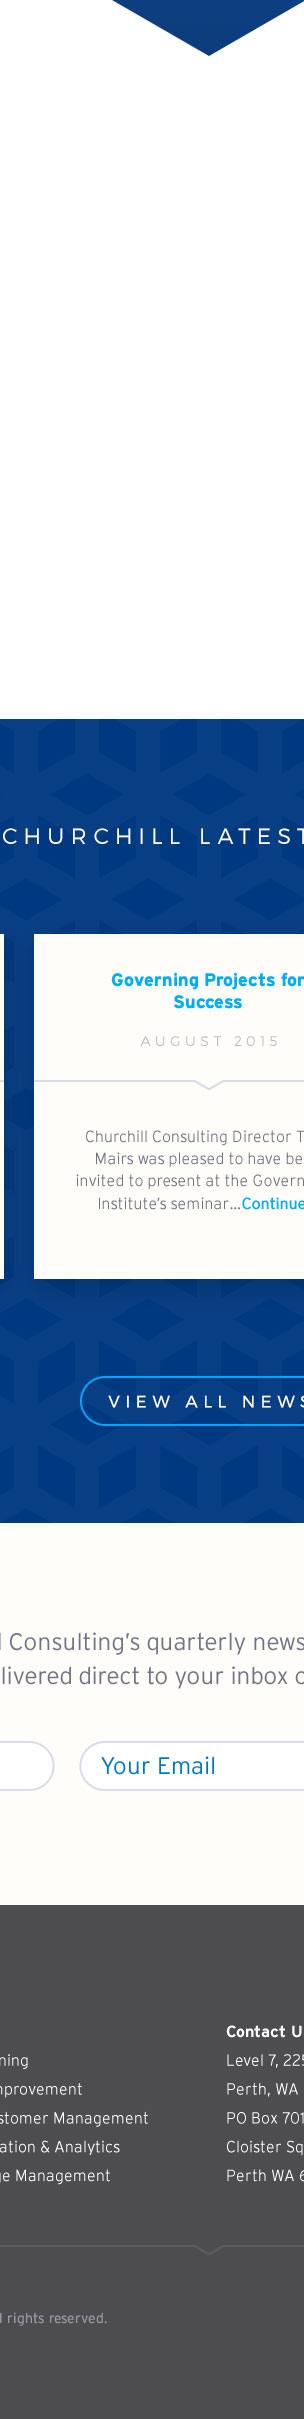 CHURCHILL LATEST
Governing Projects for
Success
AUGUST 2015
Churchill Consulting Director T
Mairs was pleased to have be
invited to present at the Govern
Institute's seminar...Continue
VIEW ALL NEWS
l Consulting's quarterly news
livered direct to your inbox
Your Email
Contact U
ning
Level 7, 225
mprovement
Perth, WA
stomer Management
PO Box 701
ation & Analytics
Cloister Sq
ge Management
Perth WA 6
l rights reserved.